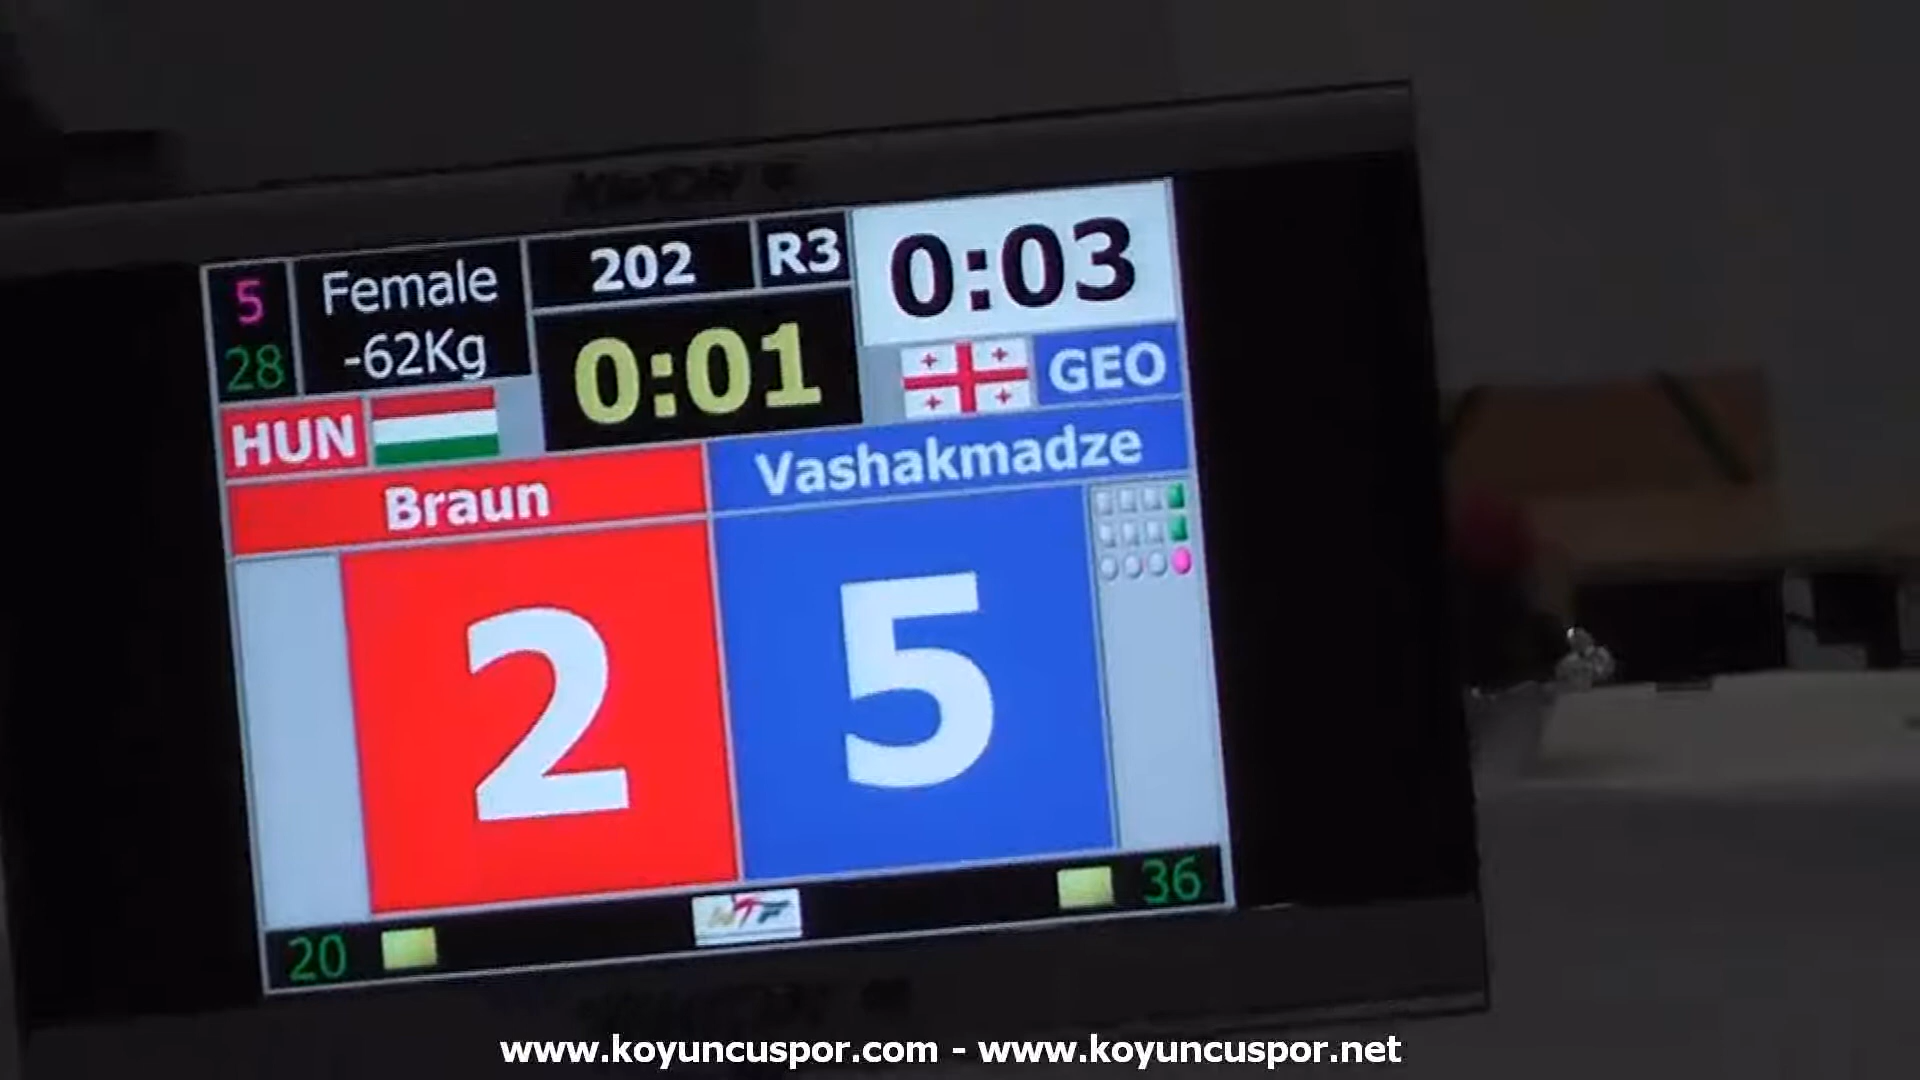 5
28
Female
-62Kg
202
R3
0:03
0:01
HUN
GEO
Braun
Vashakmadze
2
5
20
WTF
36
www.koyuncuspor.com - www.koyuncuspor.net